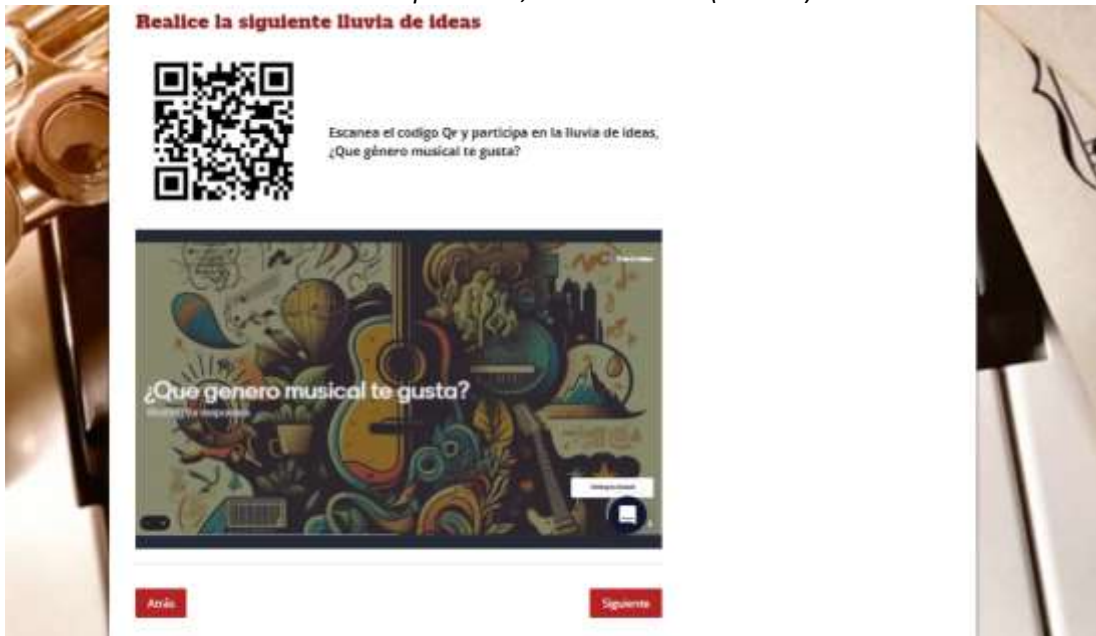 Realice la siguiente lluvia de ideas
Escanea el codigo Qr y participa en la lluvia de ideas,
¿Que género musical te gusta?
¿Que genero musical te gusta?
Atrás
Siguiente